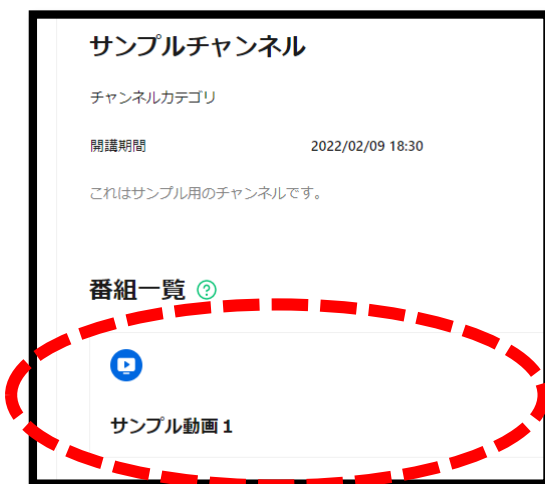 サンプルチャンネル
チャンネルカテゴリ
開講期間 2022/02/09 18:30
これはサンプル用のチャンネルです。
番組一覧 ?
サンプル動画1